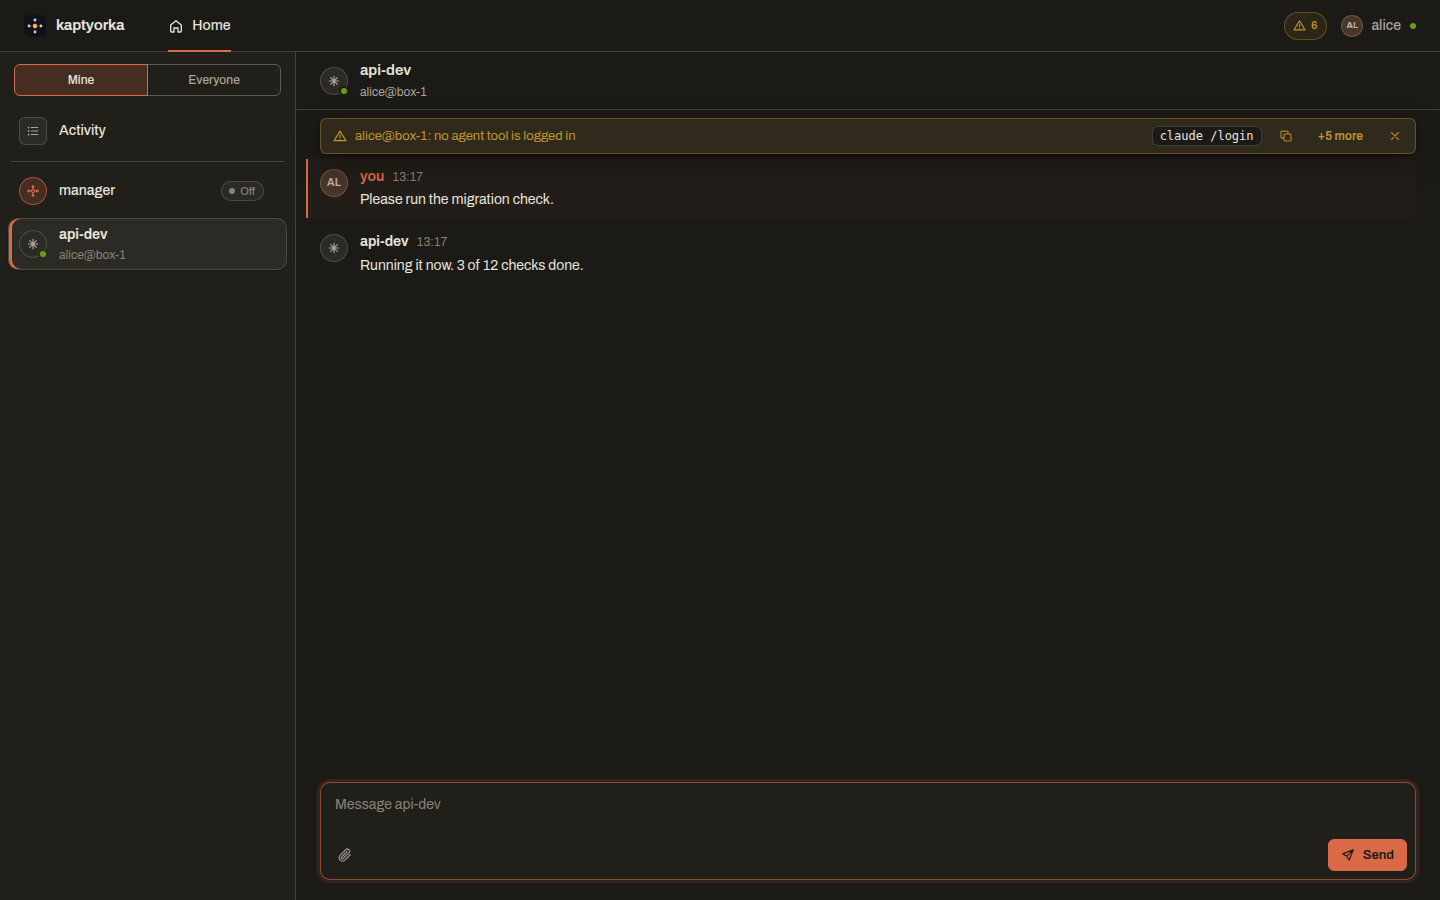 kaptyorka
Home
6
AL
alice
Mine
Everyone
Activity
manager
Off
api-dev
alice@box-1
api-dev
alice@box-1
alice@box-1: no agent tool is logged in
claude /login
+5 more
AL
you 13:17
Please run the migration check.
api-dev 13:17
Running it now. 3 of 12 checks done.
Message api-dev
Send